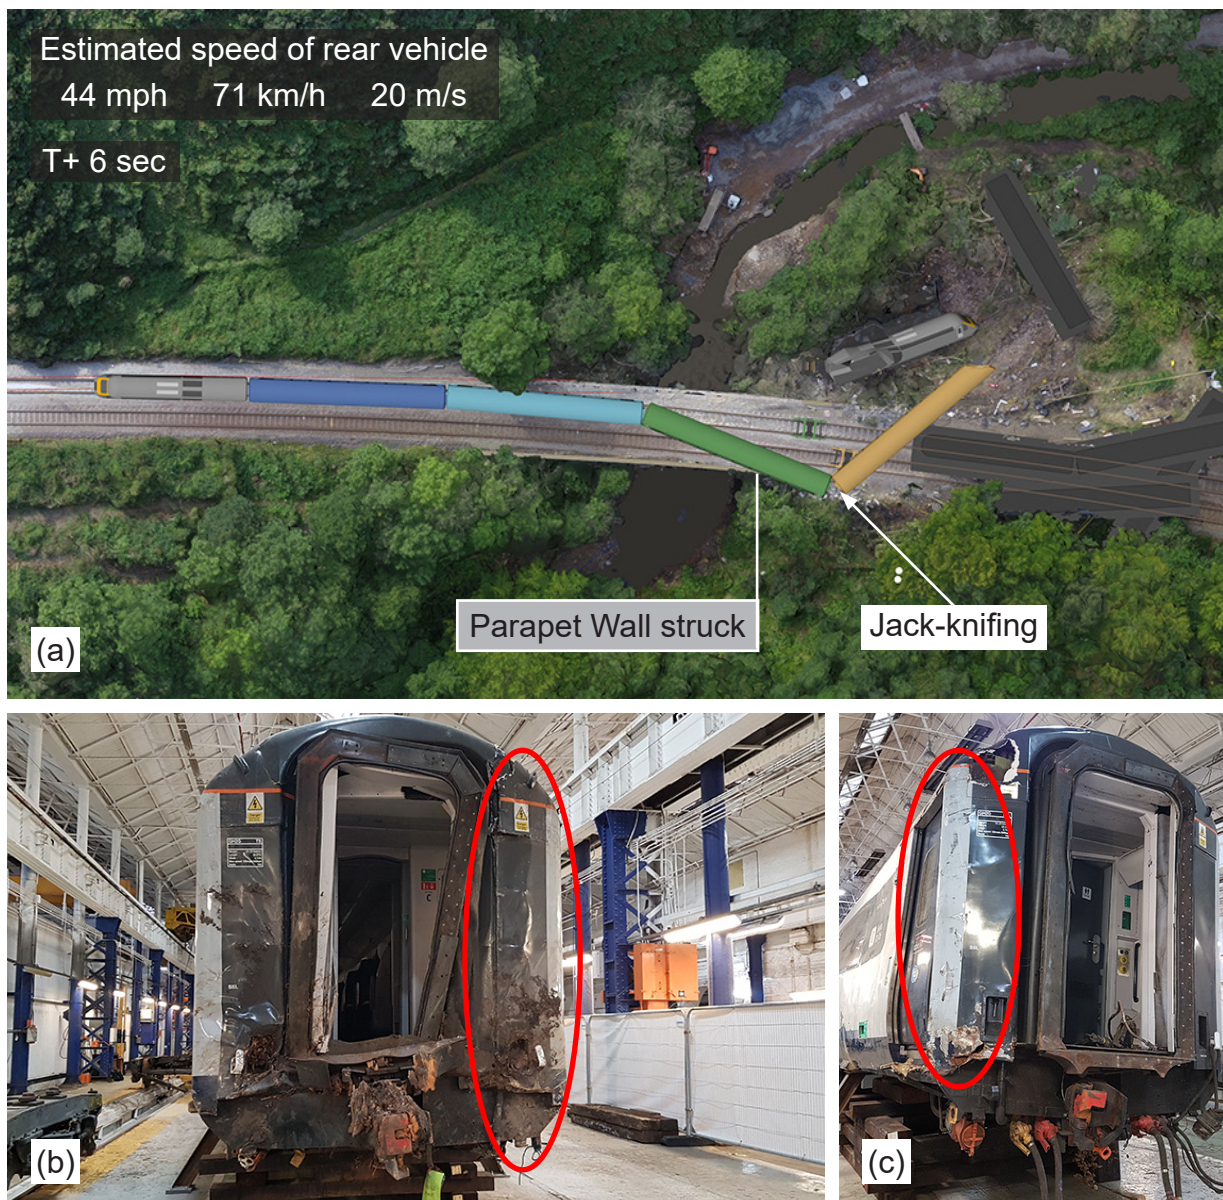 Estimated speed of rear vehicle
44 mph 71 km/h 20 m/s
T+ 6 sec
Parapet Wall struck
Jack-knifing
(a)
(b)
(c)